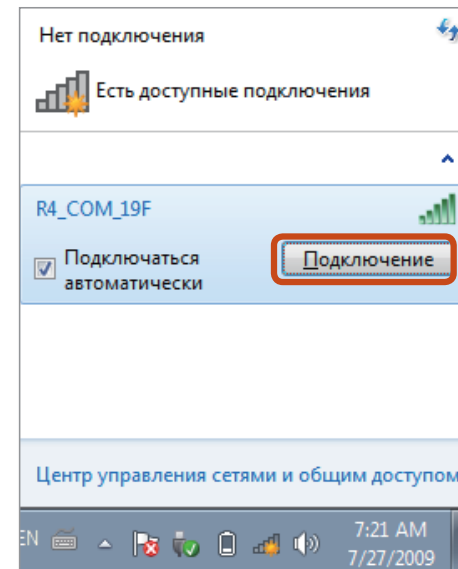 Нет подключения
Есть доступные подключения
R4_COM_19F
Подключаться
автоматически
Подключение
Центр управления сетями и общим доступом
EN
7:21 AM
7/27/2009